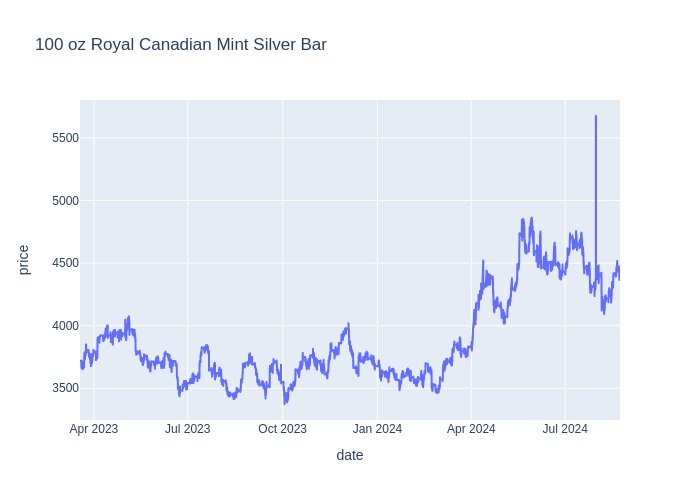 100 oz Royal Canadian Mint Silver Bar
price
5500
5000
4500
4000
3500
Apr 2023 Jul 2023 Oct 2023 Jan 2024 Apr 2024 Jul 2024
date